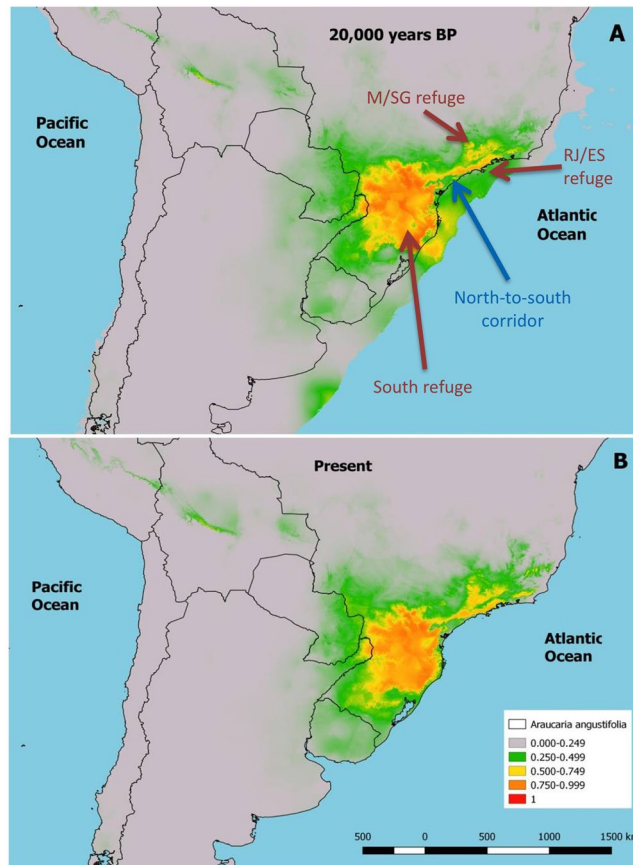 20,000 years BP
A
M/SG refuge
Pacific
Ocean
RJ/ES
refuge
Atlantic
Ocean
North-to-south
corridor
South refuge
Present
B
Pacific
Ocean
Atlantic
Ocean
Araucaria angustifolia
0.000-0.249
0.250-0.499
0.500-0.749
0.750-0.999
1
500 0 500 1000 1500 km